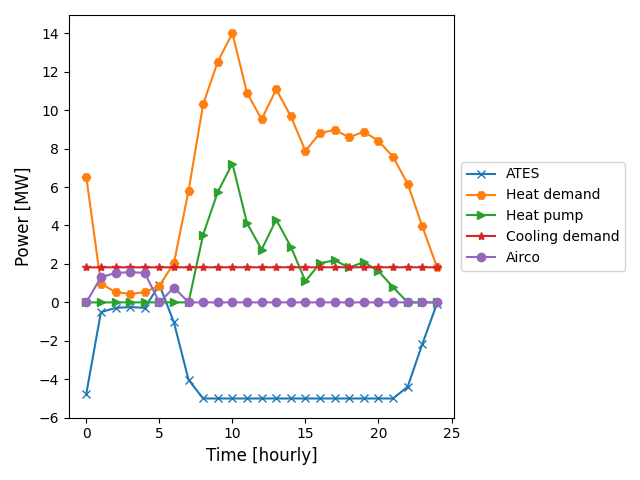 14
12
10
8
6
4
2
0
−2
−4
−6
0 5 10 15 20 25
Power [MW]
Time [hourly]
ATES
Heat demand
Heat pump
Cooling demand
Airco